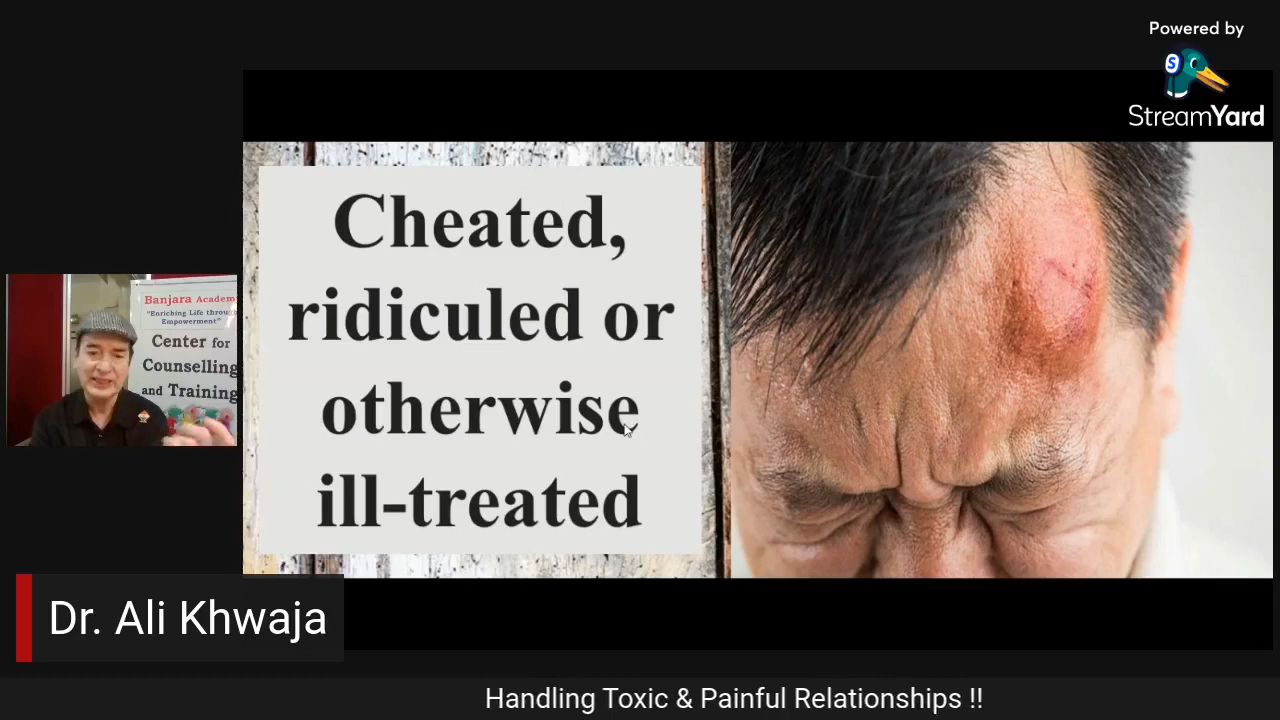 Powered by
S
StreamYard
Cheated,
ridiculed or
otherwise
ill-treated
Banjara Academy
"Enriching Life through
Empowerment"
Center for
Counselling
and Training
Dr. Ali Khwaja
Handling Toxic & Painful Relationships !!